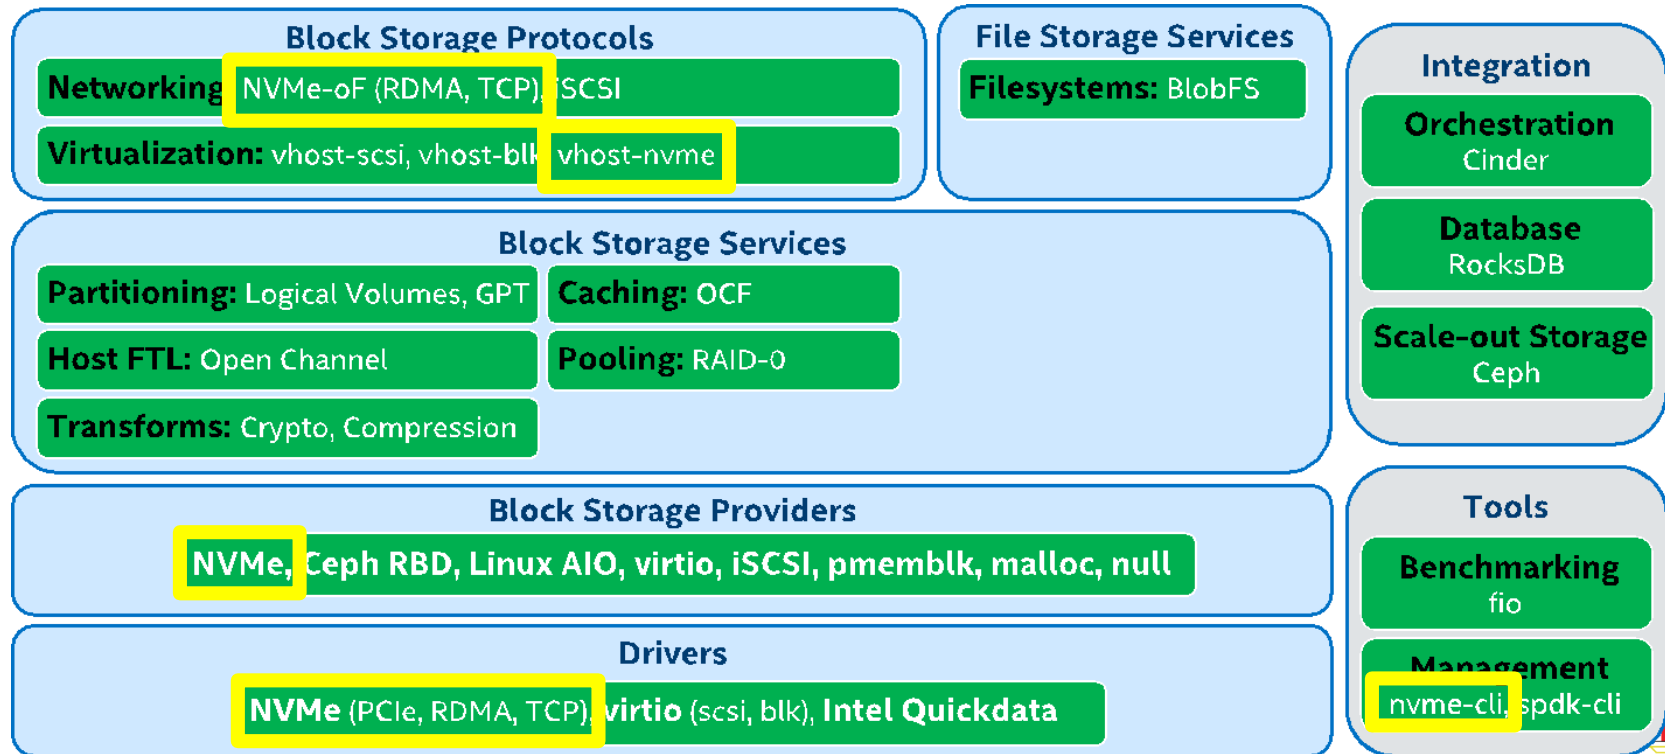 Block Storage Protocols
Networking: NVMe-oF (RDMA, TCP), iSCSI
Virtualization: vhost-scsi, vhost-blk vhost-nvme
File Storage Services
Filesystems: BlobFS
Block Storage Services
Partitioning: Logical Volumes, GPT
Caching: OCF
Host FTL: Open Channel
Pooling: RAID-0
Transforms: Crypto, Compression
Block Storage Providers
NVMe, Ceph RBD, Linux AIO, virtio, iSCSI, pmemblk, malloc, null
Drivers
NVMe (PCIe, RDMA, TCP), virtio (scsi, blk), Intel Quickdata
Integration
Orchestration
Cinder
Database
RocksDB
Scale-out Storage
Ceph
Tools
Benchmarking
fio
Management
nvme-cli, spdk-cli